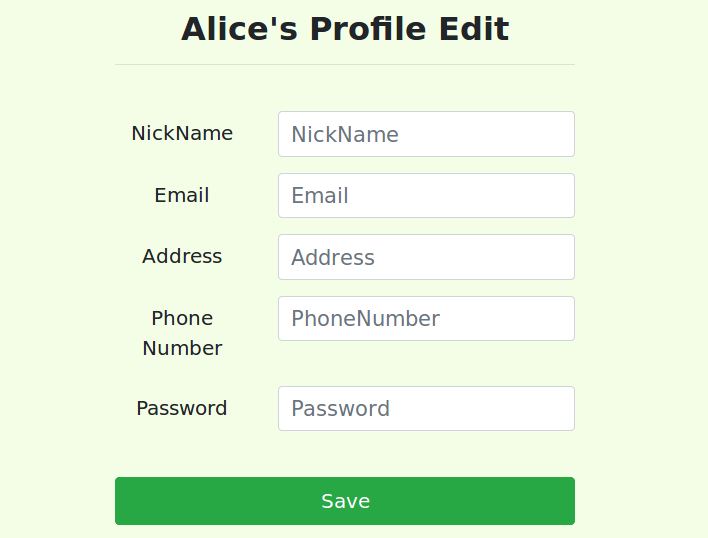 Alice's Profile Edit
NickName NickName
Email Email
Address Address
Phone PhoneNumber
Number
Password Password
Save